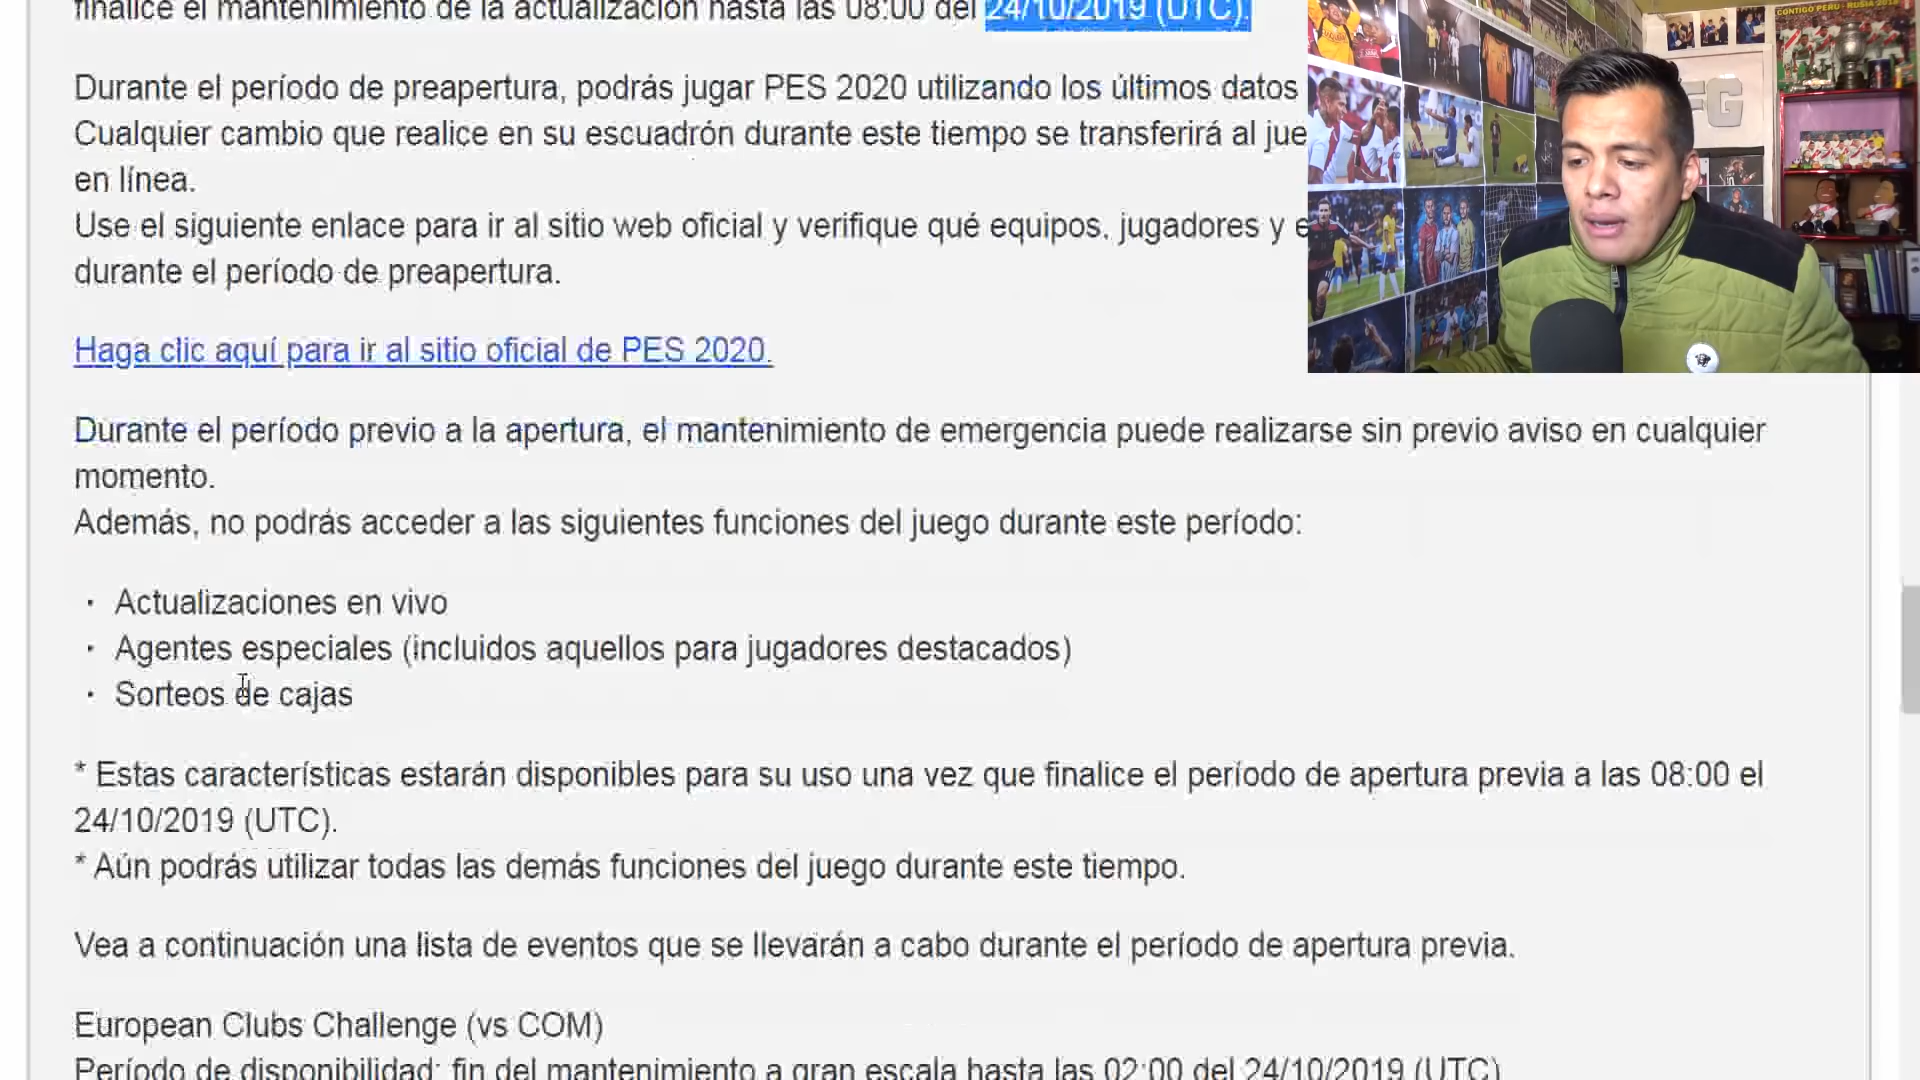 finalice el mantenimiento de la actualización hasta las 08:00 del 24/10/2019 (UTC).
CONTIGO PERU - RUSIA 2018
FG
Durante el período de preapertura, podrás jugar PES 2020 utilizando los últimos datos
Cualquier cambio que realice en su escuadrón durante este tiempo se transferirá al jue
en línea.
Use el siguiente enlace para ir al sitio web oficial y verifique qué equipos, jugadores y e
durante el período de preapertura.
Haga clic aquí para ir al sitio oficial de PES 2020.
Durante el período previo a la apertura, el mantenimiento de emergencia puede realizarse sin previo aviso en cualquier
momento.
Además, no podrás acceder a las siguientes funciones del juego durante este período:
· Actualizaciones en vivo
· Agentes especiales (incluidos aquellos para jugadores destacados)
· Sorteos de cajas
* Estas características estarán disponibles para su uso una vez que finalice el período de apertura previa a las 08:00 el
24/10/2019 (UTC).
* Aún podrás utilizar todas las demás funciones del juego durante este tiempo.
Vea a continuación una lista de eventos que se llevarán a cabo durante el período de apertura previa.
European Clubs Challenge (vs COM)
Período de disponibilidad: fin del mantenimiento a gran escala hasta las 02:00 del 24/10/2019 (UTC)